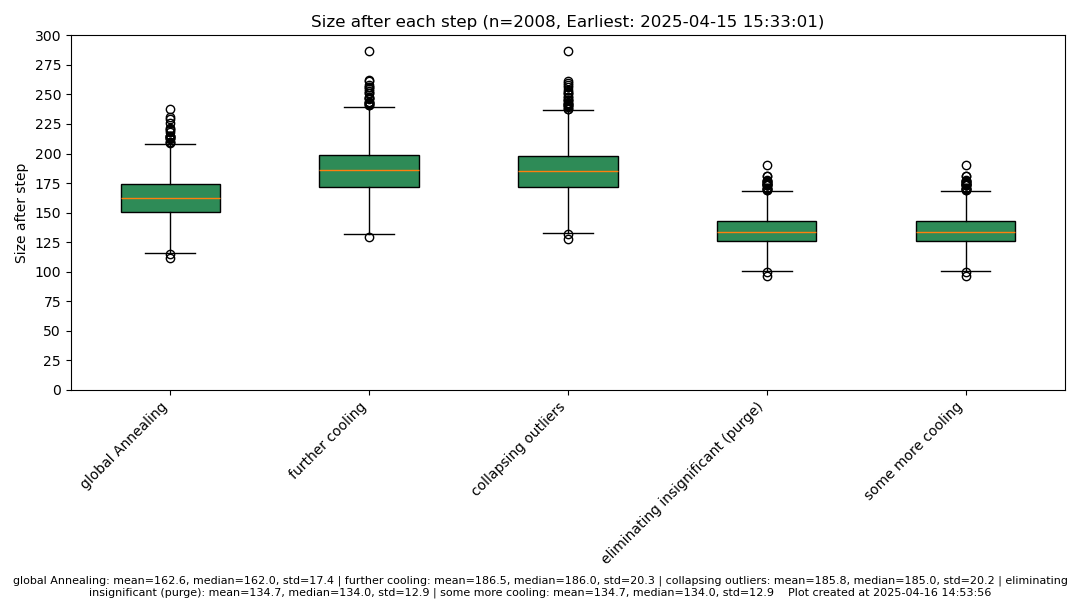 Size after each step (n=2008, Earliest: 2025-04-15 15:33:01)
Size after step
300
275
250
225
200
175
150
125
100
75
50
25
0
global Annealing
further cooling
collapsing outliers
eliminating insignificant (purge)
some more cooling
global Annealing: mean=162.6, median=162.0, std=17.4 | further cooling: mean=186.5, median=186.0, std=20.3 | collapsing outliers: mean=185.8, median=185.0, std=20.2 | eliminating
insignificant (purge): mean=134.7, median=134.0, std=12.9 | some more cooling: mean=134.7, median=134.0, std=12.9    Plot created at 2025-04-16 14:53:56